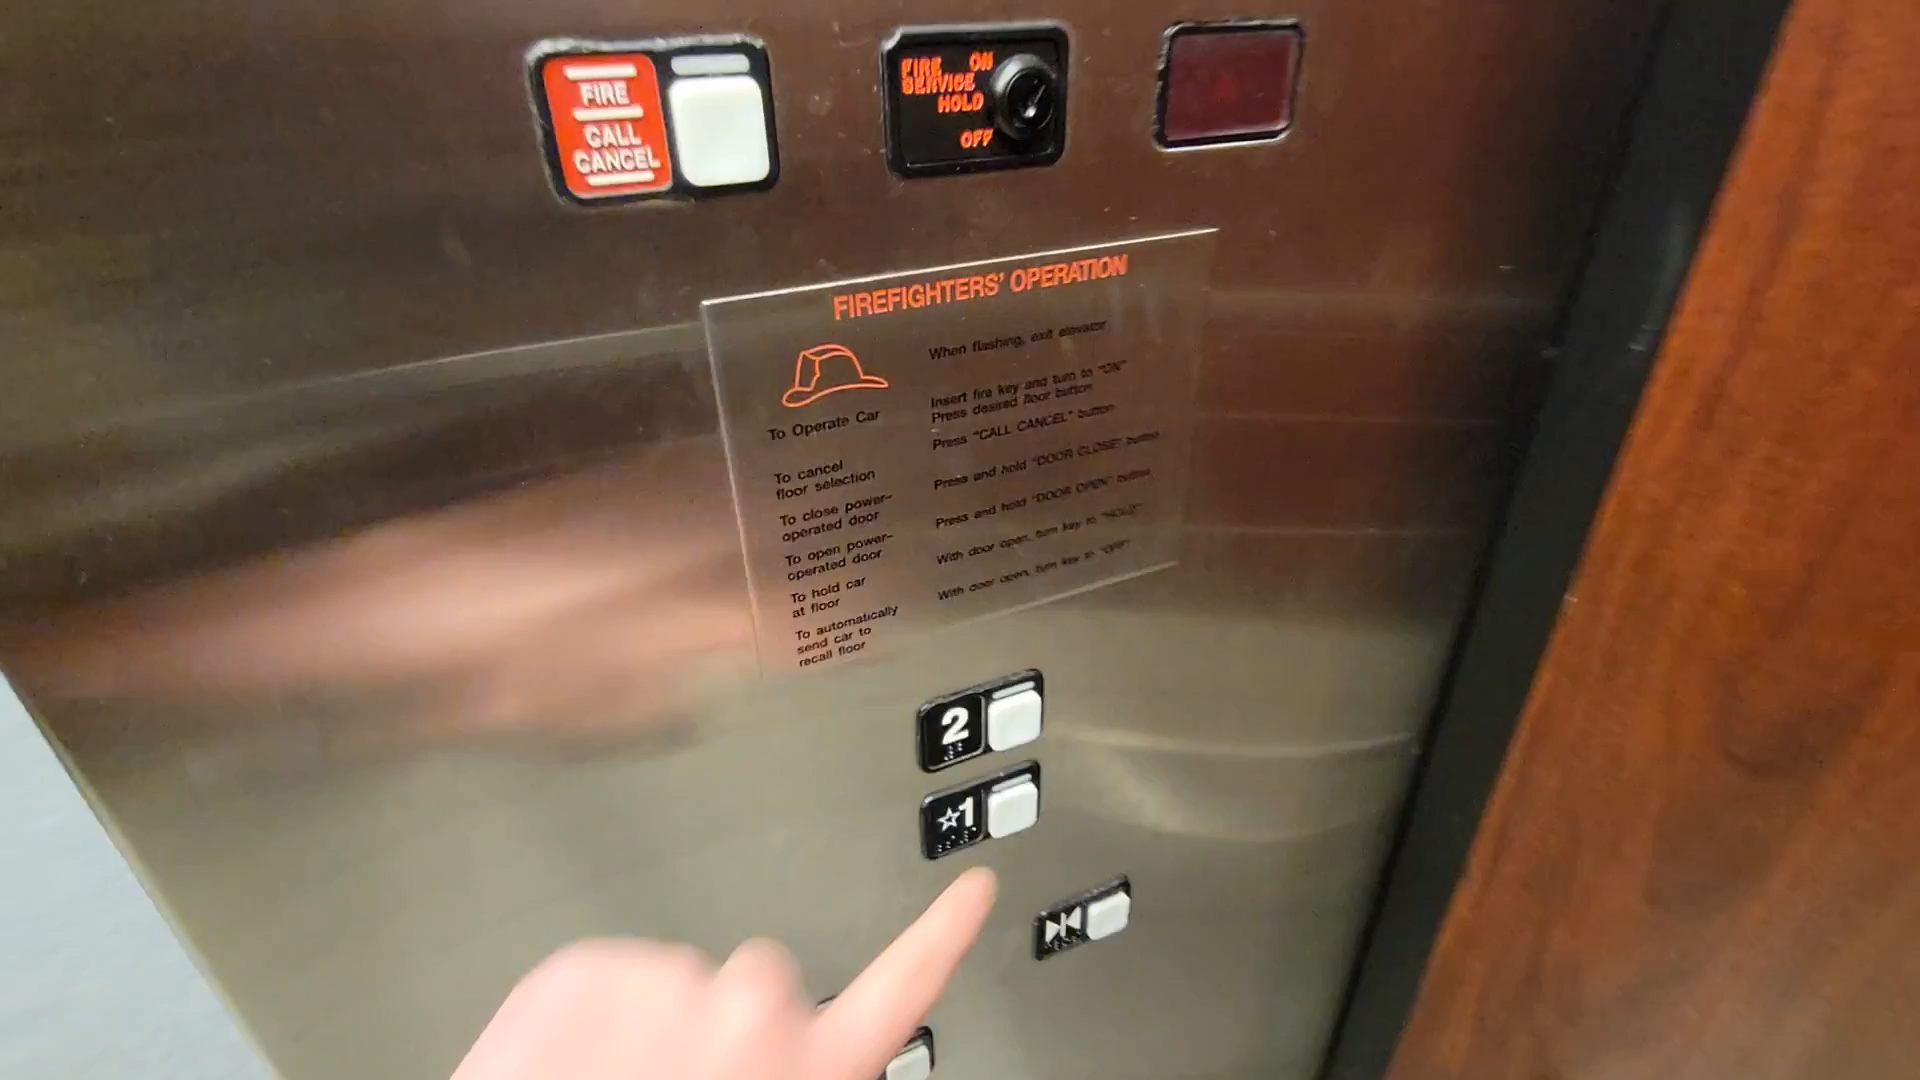 FIRE
CALL
CANCEL
FIRE ON
SERVICE
HOLD
OFF
FIREFIGHTERS' OPERATION
When flashing, exit elevator
To Operate Car
Insert fire key and turn to "ON"
Press desired floor button
To cancel
floor selection
Press "CALL CANCEL" button
To close power-
operated door
Press and hold "DOOR CLOSE" button
To open power-
operated door
Press and hold "DOOR OPEN" button
To hold car
at floor
With door open, turn key to "HOLD"
To automatically
send car to
recall floor
With door open, turn key to "OFF"
2
☆1